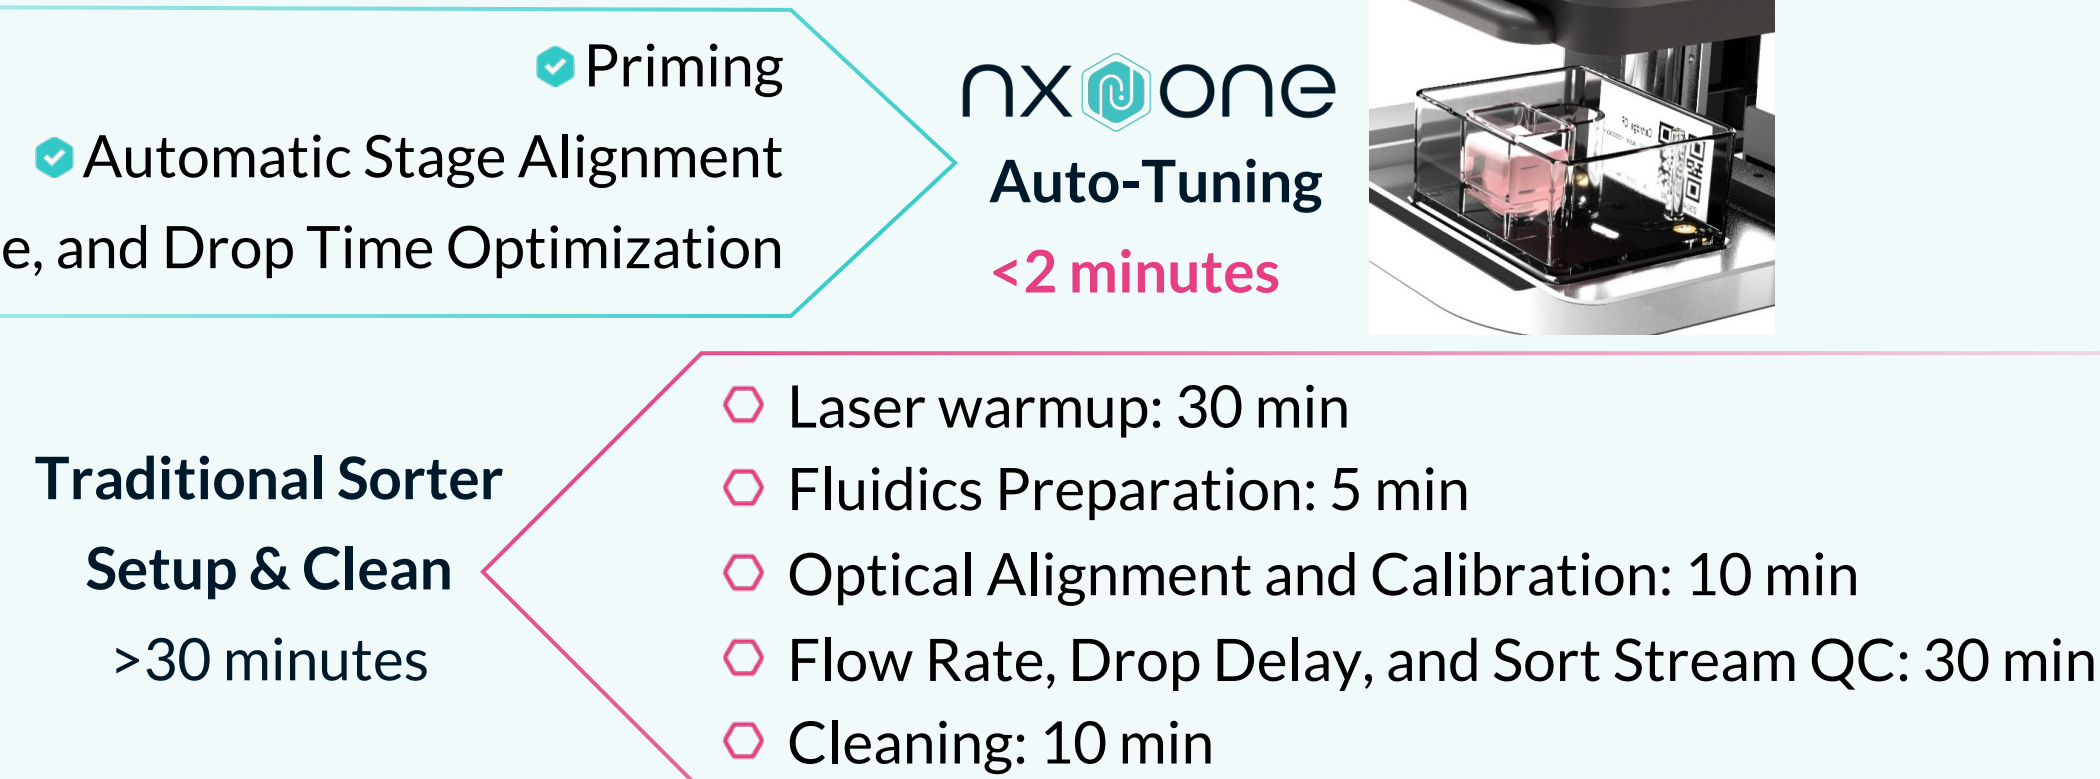 Priming
Automatic Stage Alignment
e, and Drop Time Optimization
nx one
Auto-Tuning
<2 minutes
Traditional Sorter
Setup & Clean
>30 minutes
Laser warmup: 30 min
Fluidics Preparation: 5 min
Optical Alignment and Calibration: 10 min
Flow Rate, Drop Delay, and Sort Stream QC: 30 min
Cleaning: 10 min